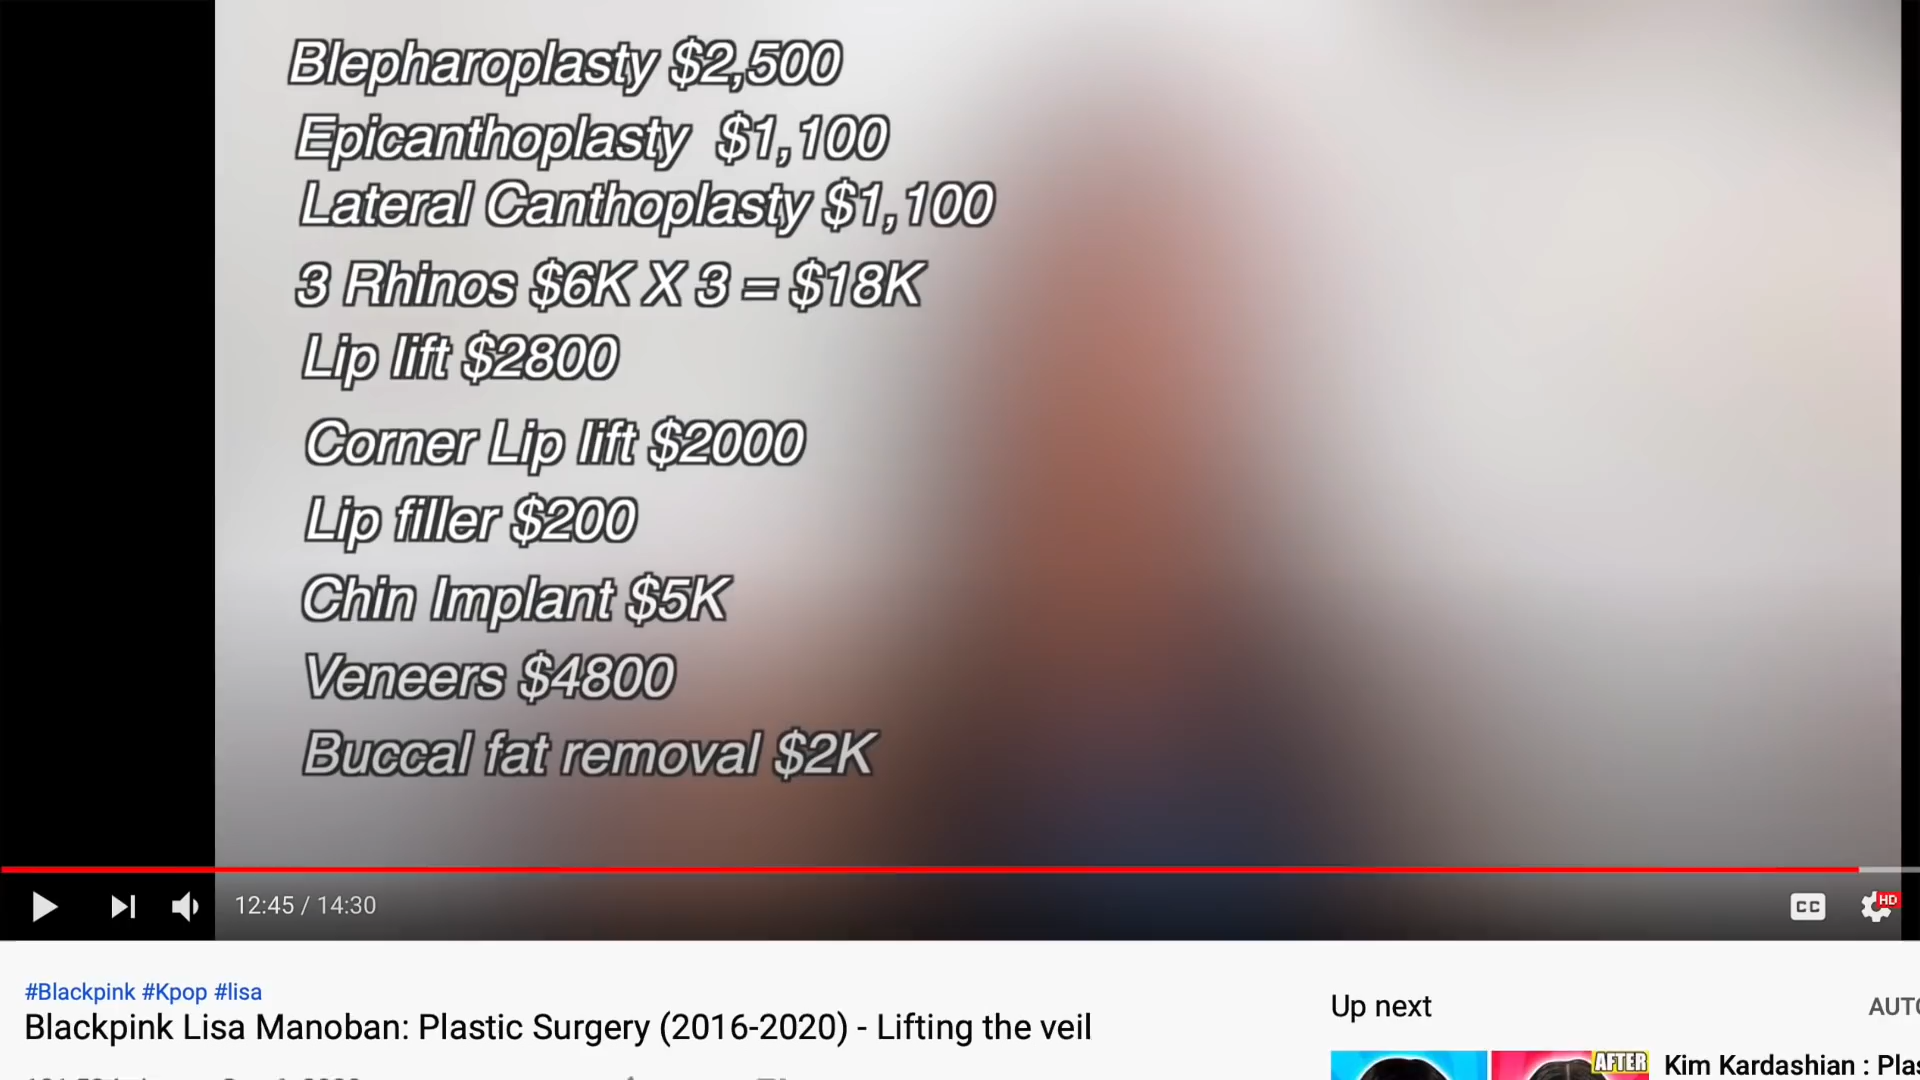 Blepharoplasty $2,500
Epicanthoplasty $1,100
Lateral Canthoplasty $1,100
3 Rhinos $6K X 3 = $18K
Lip lift $2800
Corner Lip lift $2000
Lip filler $200
Chin Implant $5K
Veneers $4800
Buccal fat removal $2K
12:45 / 14:30
CC
HD
#Blackpink #Kpop #lisa
Blackpink Lisa Manoban: Plastic Surgery (2016-2020) - Lifting the veil
Up next
AUTO
AFTER
Kim Kardashian : Plas